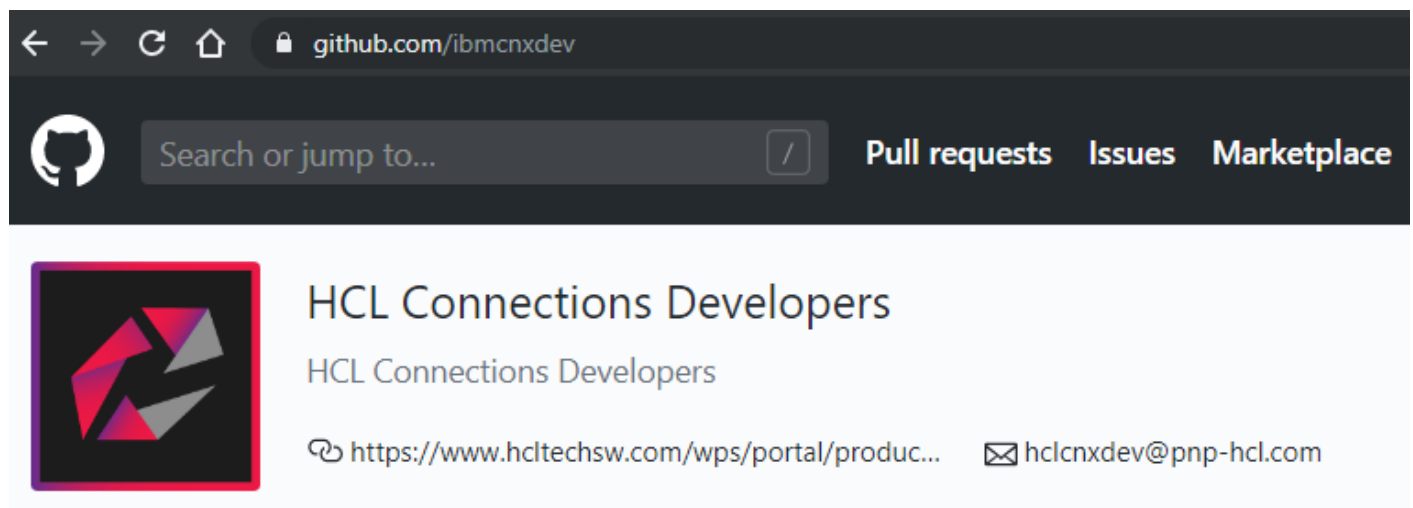 github.com/ibmcnxdev
Search or jump to... / Pull requests Issues Marketplace
HCL Connections Developers
HCL Connections Developers
https://www.hcltechsw.com/wps/portal/produc... hclcnxdev@pnp-hcl.com